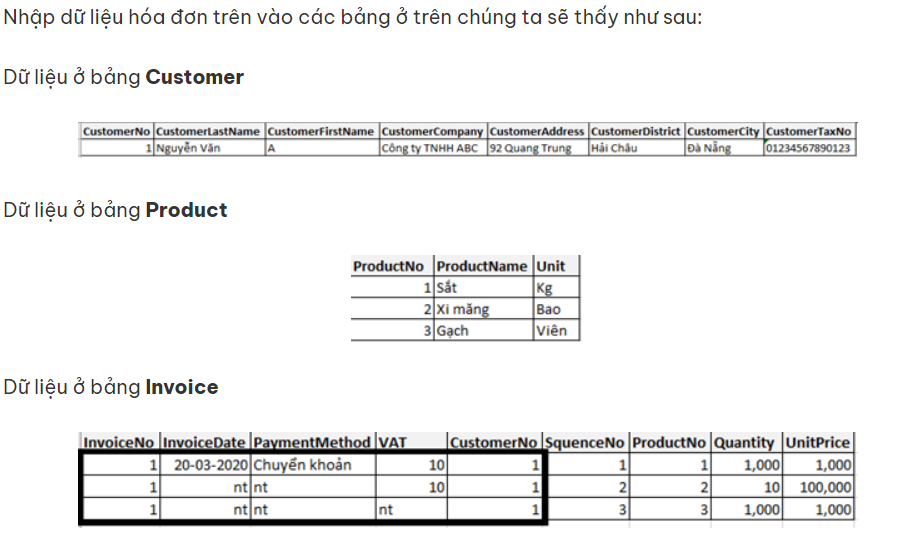 Nhập dữ liệu hóa đơn trên vào các bảng ở trên chúng ta sẽ thấy như sau:
Dữ liệu ở bảng Customer
CustomerNo CustomerLastName CustomerFirstName CustomerCompany CustomerAddress CustomerDistrict CustomerCity CustomerTaxNo
1 Nguyễn Văn A Công ty TNHH ABC 92 Quang Trung Hải Châu Đà Nẵng 01234567890123
Dữ liệu ở bảng Product
ProductNo ProductName Unit
1 Sắt Kg
2 Xi măng Bao
3 Gạch Viên
Dữ liệu ở bảng Invoice
InvoiceNo InvoiceDate PaymentMethod VAT CustomerNo SquenceNo ProductNo Quantity UnitPrice
1 20-03-2020 Chuyển khoản 10 1 1 1 1,000 1,000
1 nt nt 10 1 2 2 10 100,000
1 nt nt nt 1 3 3 1,000 1,000